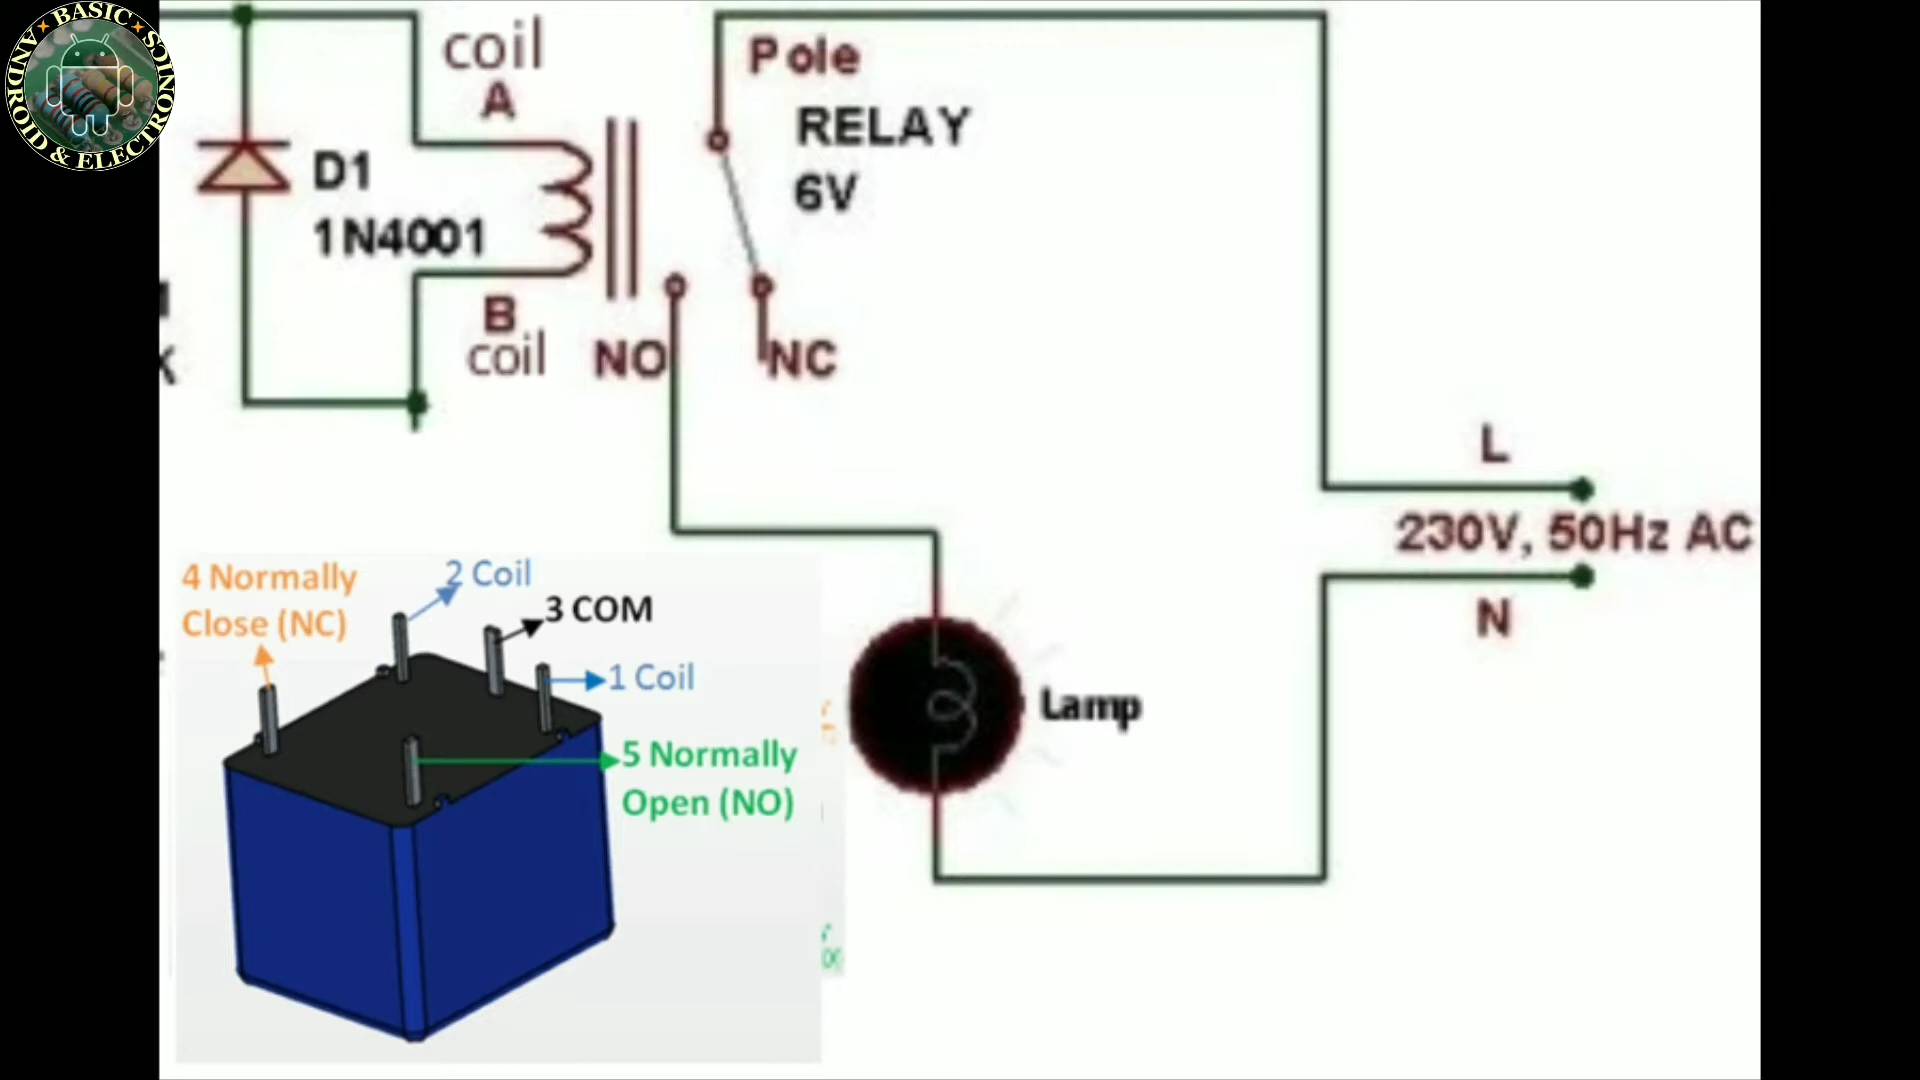 BASIC
ANDROID & ELECTRONICS
coil
A
Pole
RELAY
6V
D1
1N4001
B
coil
NO
NC
L
230V, 50Hz AC
N
Lamp
4 Normally
Close (NC)
2 Coil
3 COM
1 Coil
5 Normally
Open (NO)